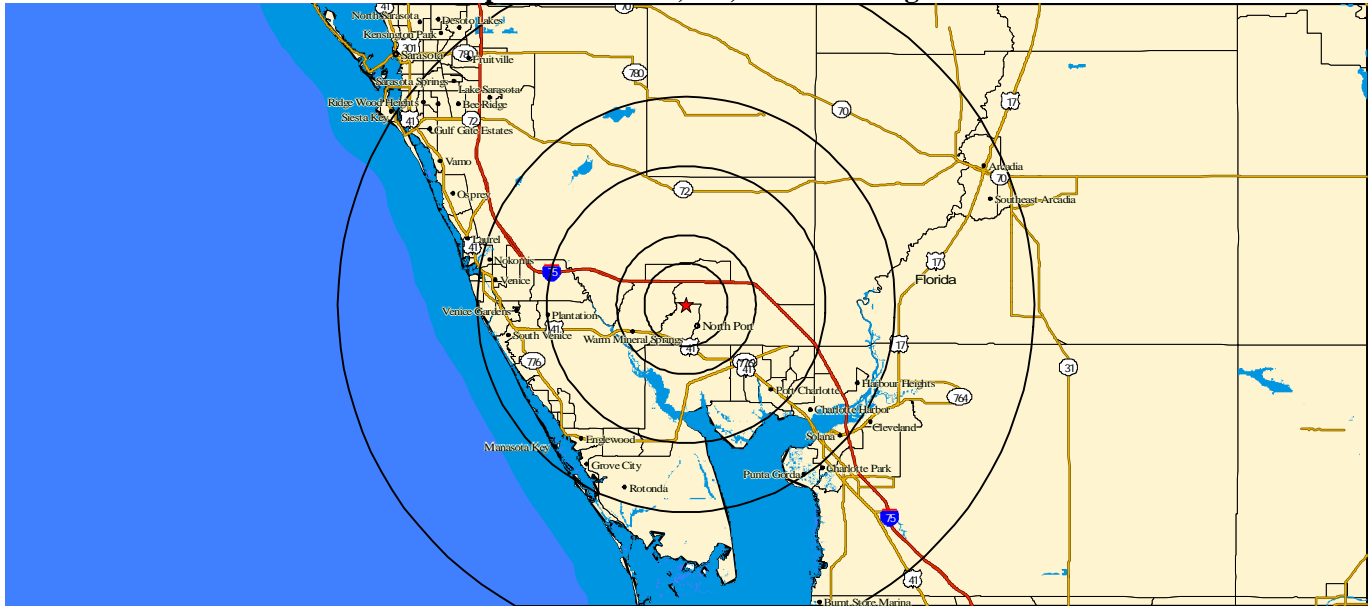 41
70
North Sarasota
Desoto Lakes
Kensington Park
301
Sarasota
780
Fruitville
780
Sarasota Springs
Lake Sarasota
Ridge Wood Heights
Bee Ridge
17
70
Siesta Key
41
72
Gulf Gate Estates
Vamo
Arcadia
70
72
Osprey
Southeast Arcadia
Laurel
41
Nokomis
17
75
Venice
Florida
Venice Gardens
Plantation
41
North Port
South Venice
Warm Mineral Springs
41
17
776
41
31
Port Charlotte
Harbour Heights
764
Charlotte Harbor
Cleveland
Solana
Englewood
Manasota Key
Grove City
Punta Gorda
Charlotte Park
Rotonda
75
41
Burnt Store Marina